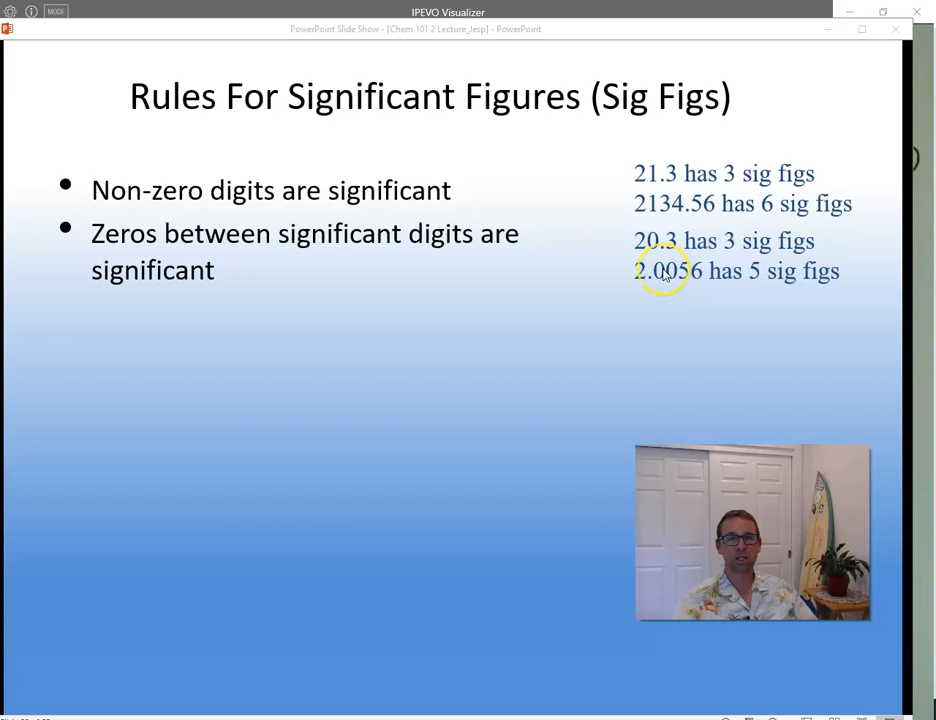 IPEVO Visualizer
MODE
PowerPoint Slide Show - [Chem 101 2 Lecture_Jesp] - PowerPoint
Rules For Significant Figures (Sig Figs)
• Non-zero digits are significant
• Zeros between significant digits are
significant
21.3 has 3 sig figs
2134.56 has 6 sig figs
20.3 has 3 sig figs
2.0056 has 5 sig figs